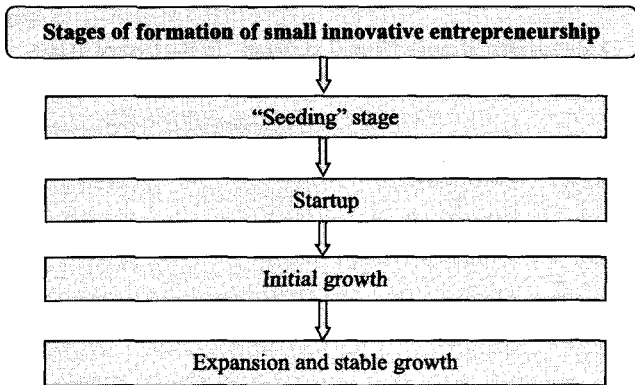 Stages of formation of small innovative entrepreneurship
“Seeding” stage
Startup
Initial growth
Expansion and stable growth